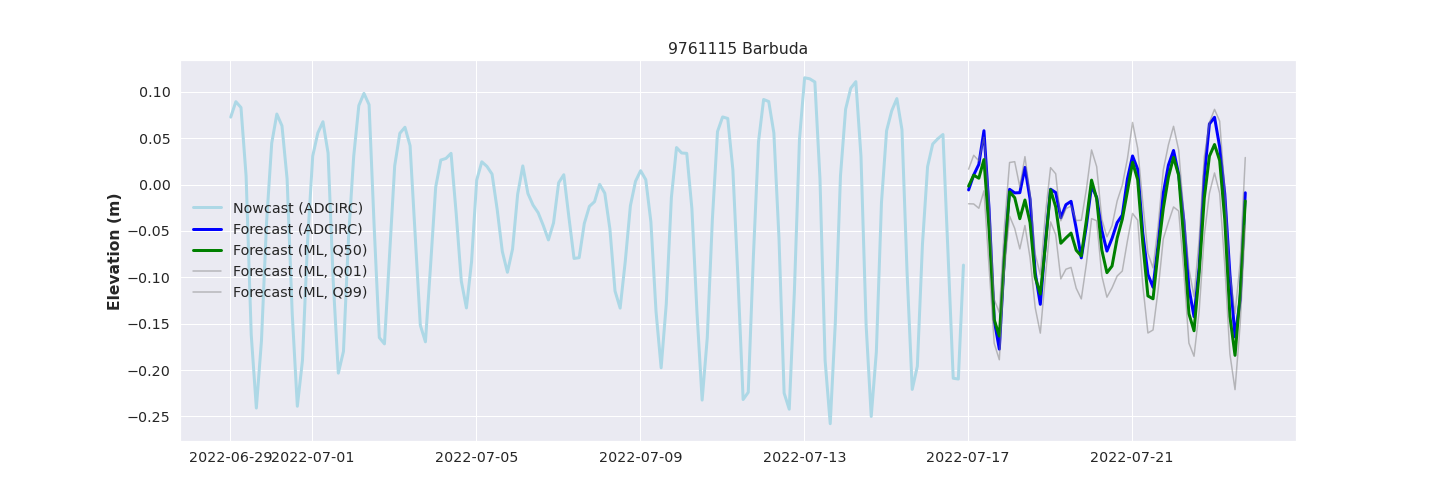 9761115 Barbuda
Elevation (m)
0.10
0.05
0.00
−0.05
−0.10
−0.15
−0.20
−0.25
Nowcast (ADCIRC)
Forecast (ADCIRC)
Forecast (ML, Q50)
Forecast (ML, Q01)
Forecast (ML, Q99)
2022-06-29 2022-07-01 2022-07-05 2022-07-09 2022-07-13 2022-07-17 2022-07-21